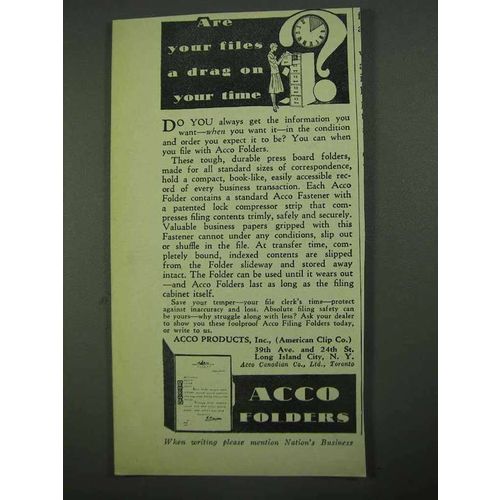 Are
your files
a drag on
your time
DO YOU always get the information you
want—when you want it—in the condition
and order you expect it to be? You can when
you file with Acco Folders.
These tough, durable press board folders,
made for all standard sizes of correspondence,
hold a compact, book-like, easily accessible rec-
ord of every business transaction. Each Acco
Folder contains a standard Acco Fastener with
a patented lock compressor strip that com-
presses filing contents trimly, safely and securely.
Valuable business papers gripped with this
Fastener cannot under any conditions, slip out
or shuffle in the file. At transfer time, com-
pletely bound, indexed contents are slipped
from the Folder slideway and stored away
intact. The Folder can be used until it wears out
—and Acco Folders last as long as the filing
cabinet itself.
Save your temper—your file clerk's time—protect
against inaccuracy and loss. Absolute filing safety can
be yours—why struggle along with less? Ask your dealer
to show you these foolproof Acco Filing Folders today,
or write to us.
ACCO PRODUCTS, Inc., (American Clip Co.)
39th Ave. and 24th St.
Long Island City, N. Y.
Acco Canadian Co., Ltd., Toronto
ACCO
FOLDERS
When writing please mention Nation's Business